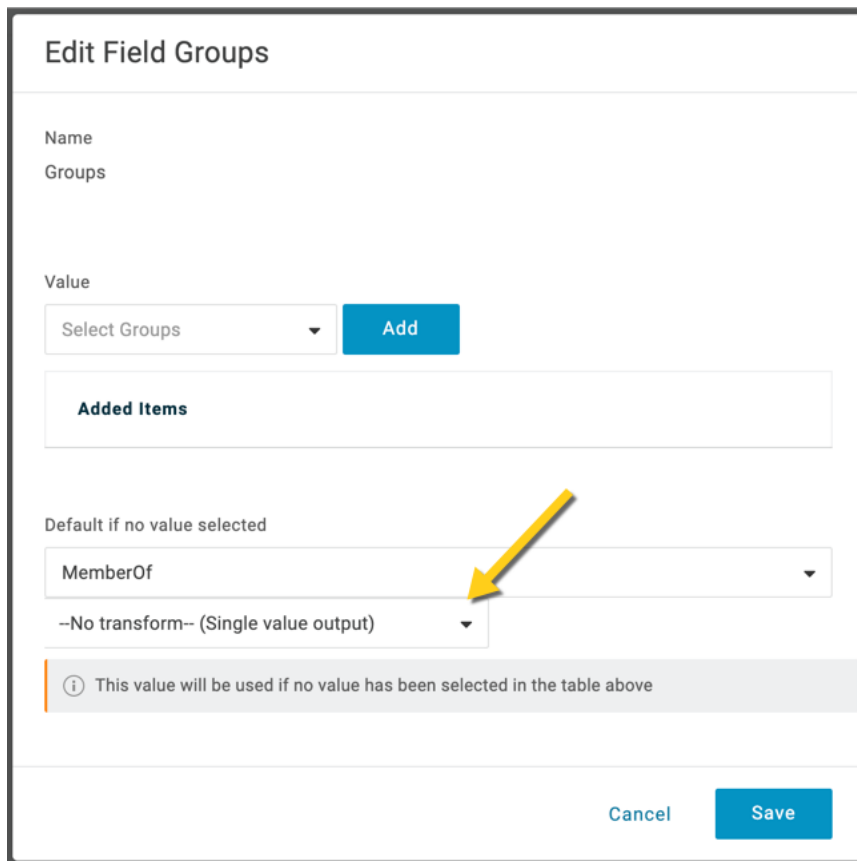 Edit Field Groups
Name
Groups
Value
Select Groups
Add
Added Items
Default if no value selected
MemberOf
--No transform-- (Single value output)
This value will be used if no value has been selected in the table above
Cancel
Save